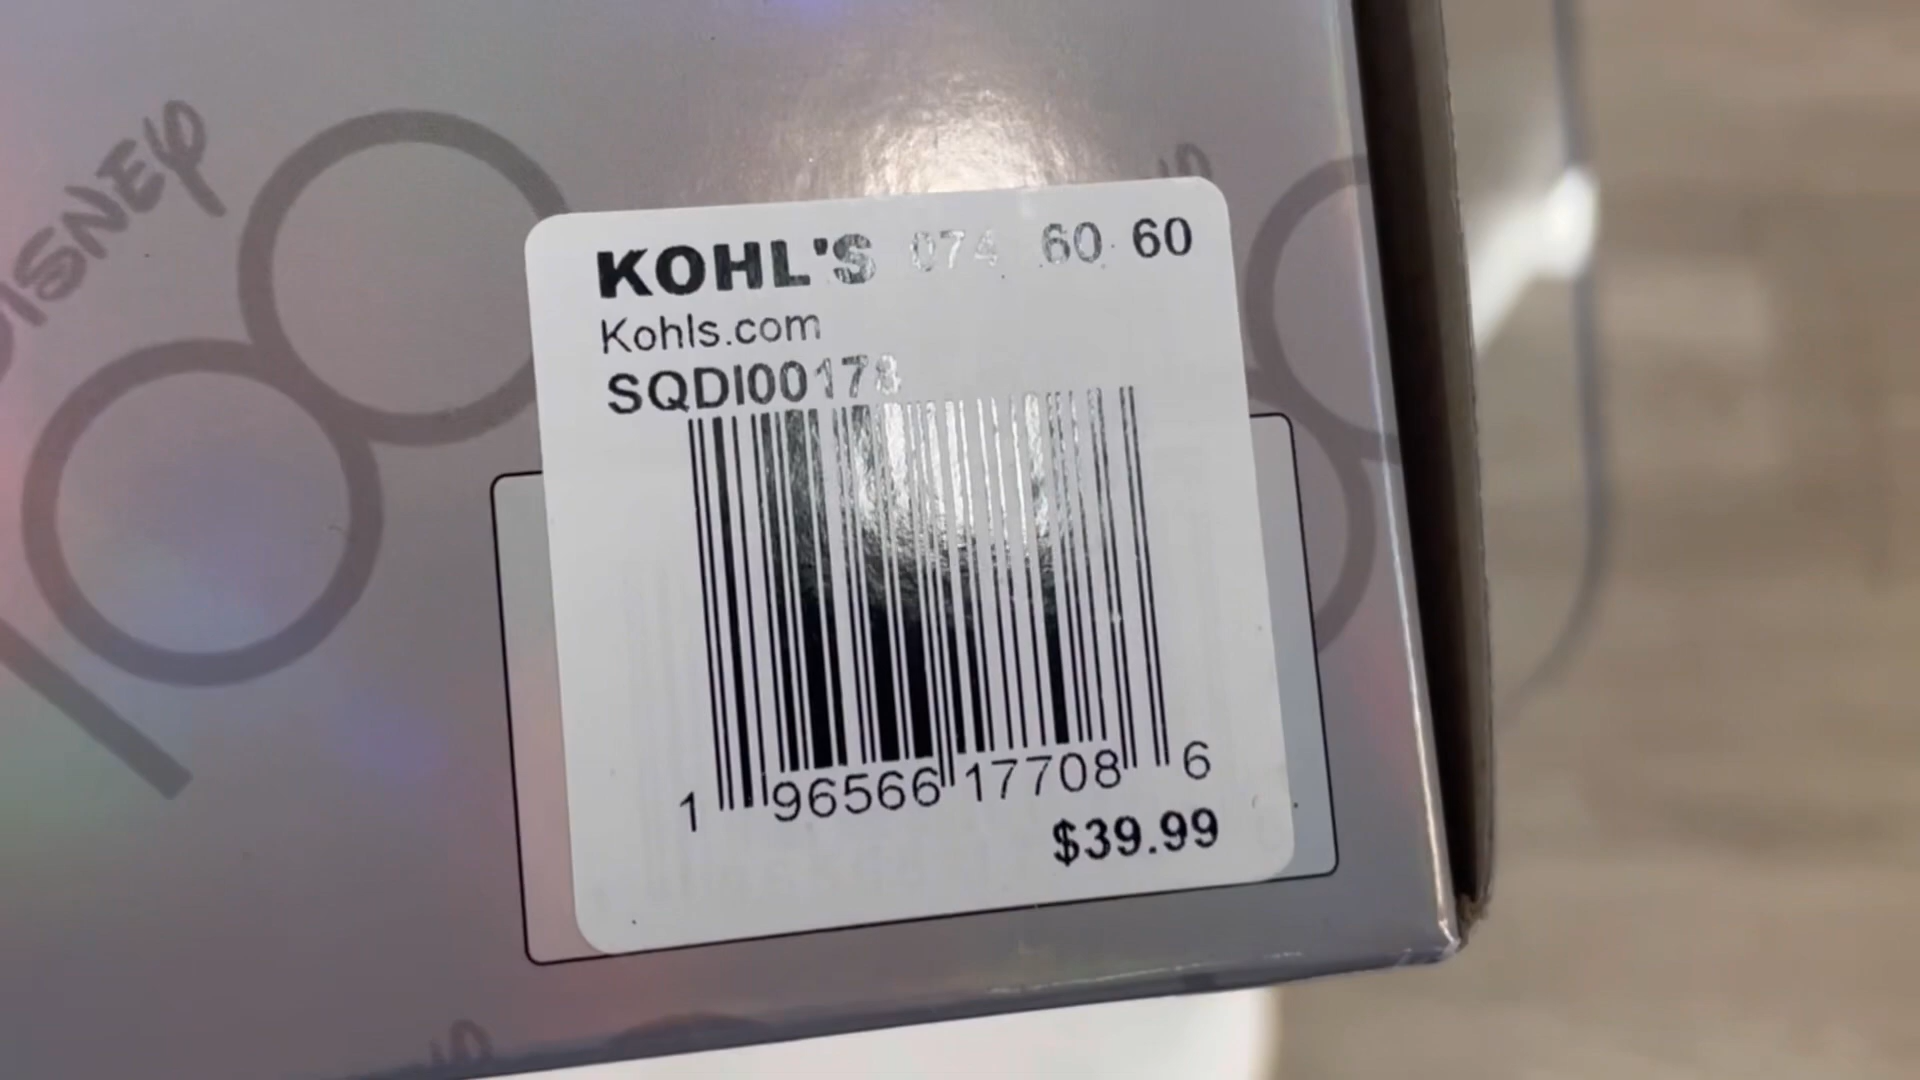 DISNEY
KOHL'S 074 60 60
Kohls.com
SQDI00178
1 96566 17708 6
$39.99